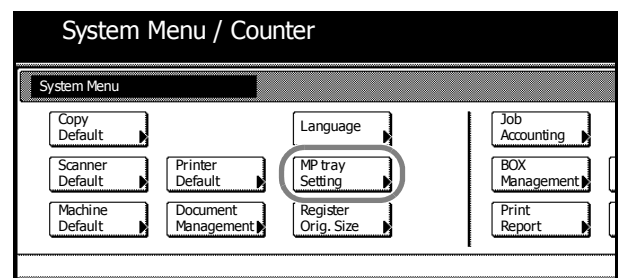 System Menu / Counter
System Menu
Copy
Default
Language
Job
Accounting
Scanner
Default
Printer
Default
MP tray
Setting
BOX
Management
Machine
Default
Document
Management
Register
Orig. Size
Print
Report